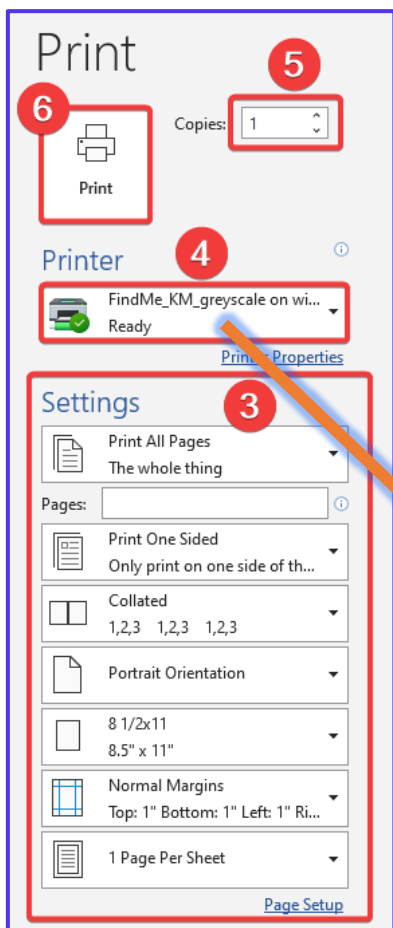 Print
5
6
Copies: 1
Print
Printer
4
FindMe_KM_greyscale on wi...
Ready
Printer Properties
Settings
3
Print All Pages
The whole thing
Pages:
Print One Sided
Only print on one side of th...
Collated
1,2,3 1,2,3 1,2,3
Portrait Orientation
8 1/2x11
8.5" x 11"
Normal Margins
Top: 1" Bottom: 1" Left: 1" Ri...
1 Page Per Sheet
Page Setup